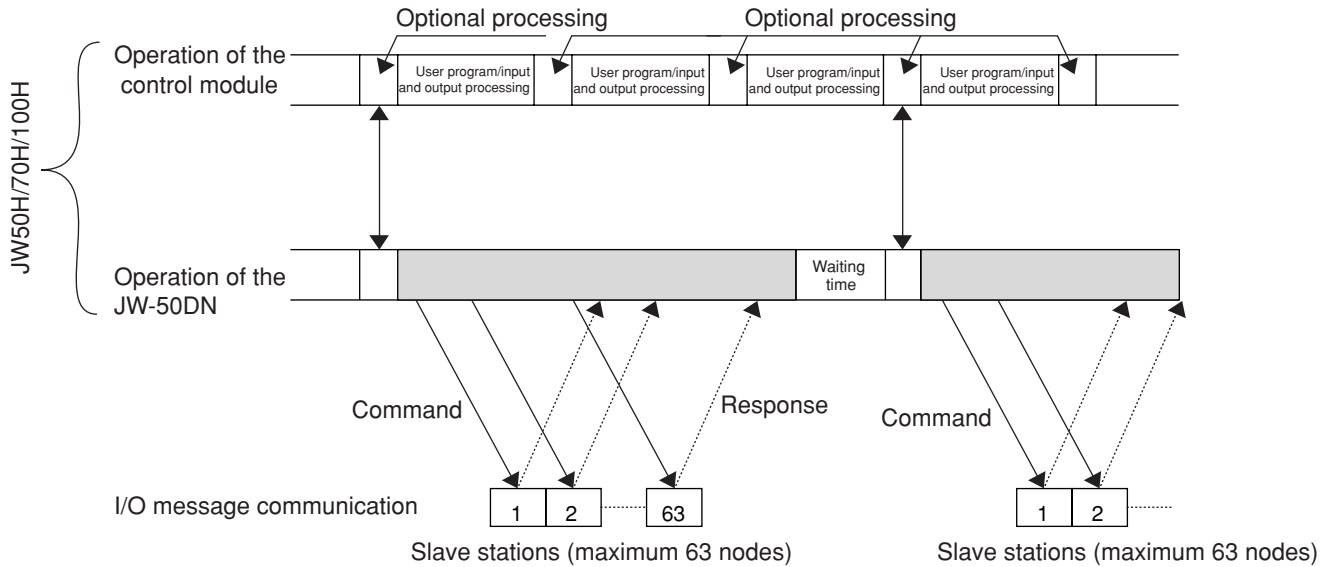 Optional processing
Optional processing
Operation of the
control module
User program/input
and output processing
User program/input
and output processing
User program/input
and output processing
User program/input
and output processing
JW50H/70H/100H
Operation of the
JW-50DN
Waiting
time
Command
Response
Command
I/O message communication
1
2
63
1
2
Slave stations (maximum 63 nodes)
Slave stations (maximum 63 nodes)